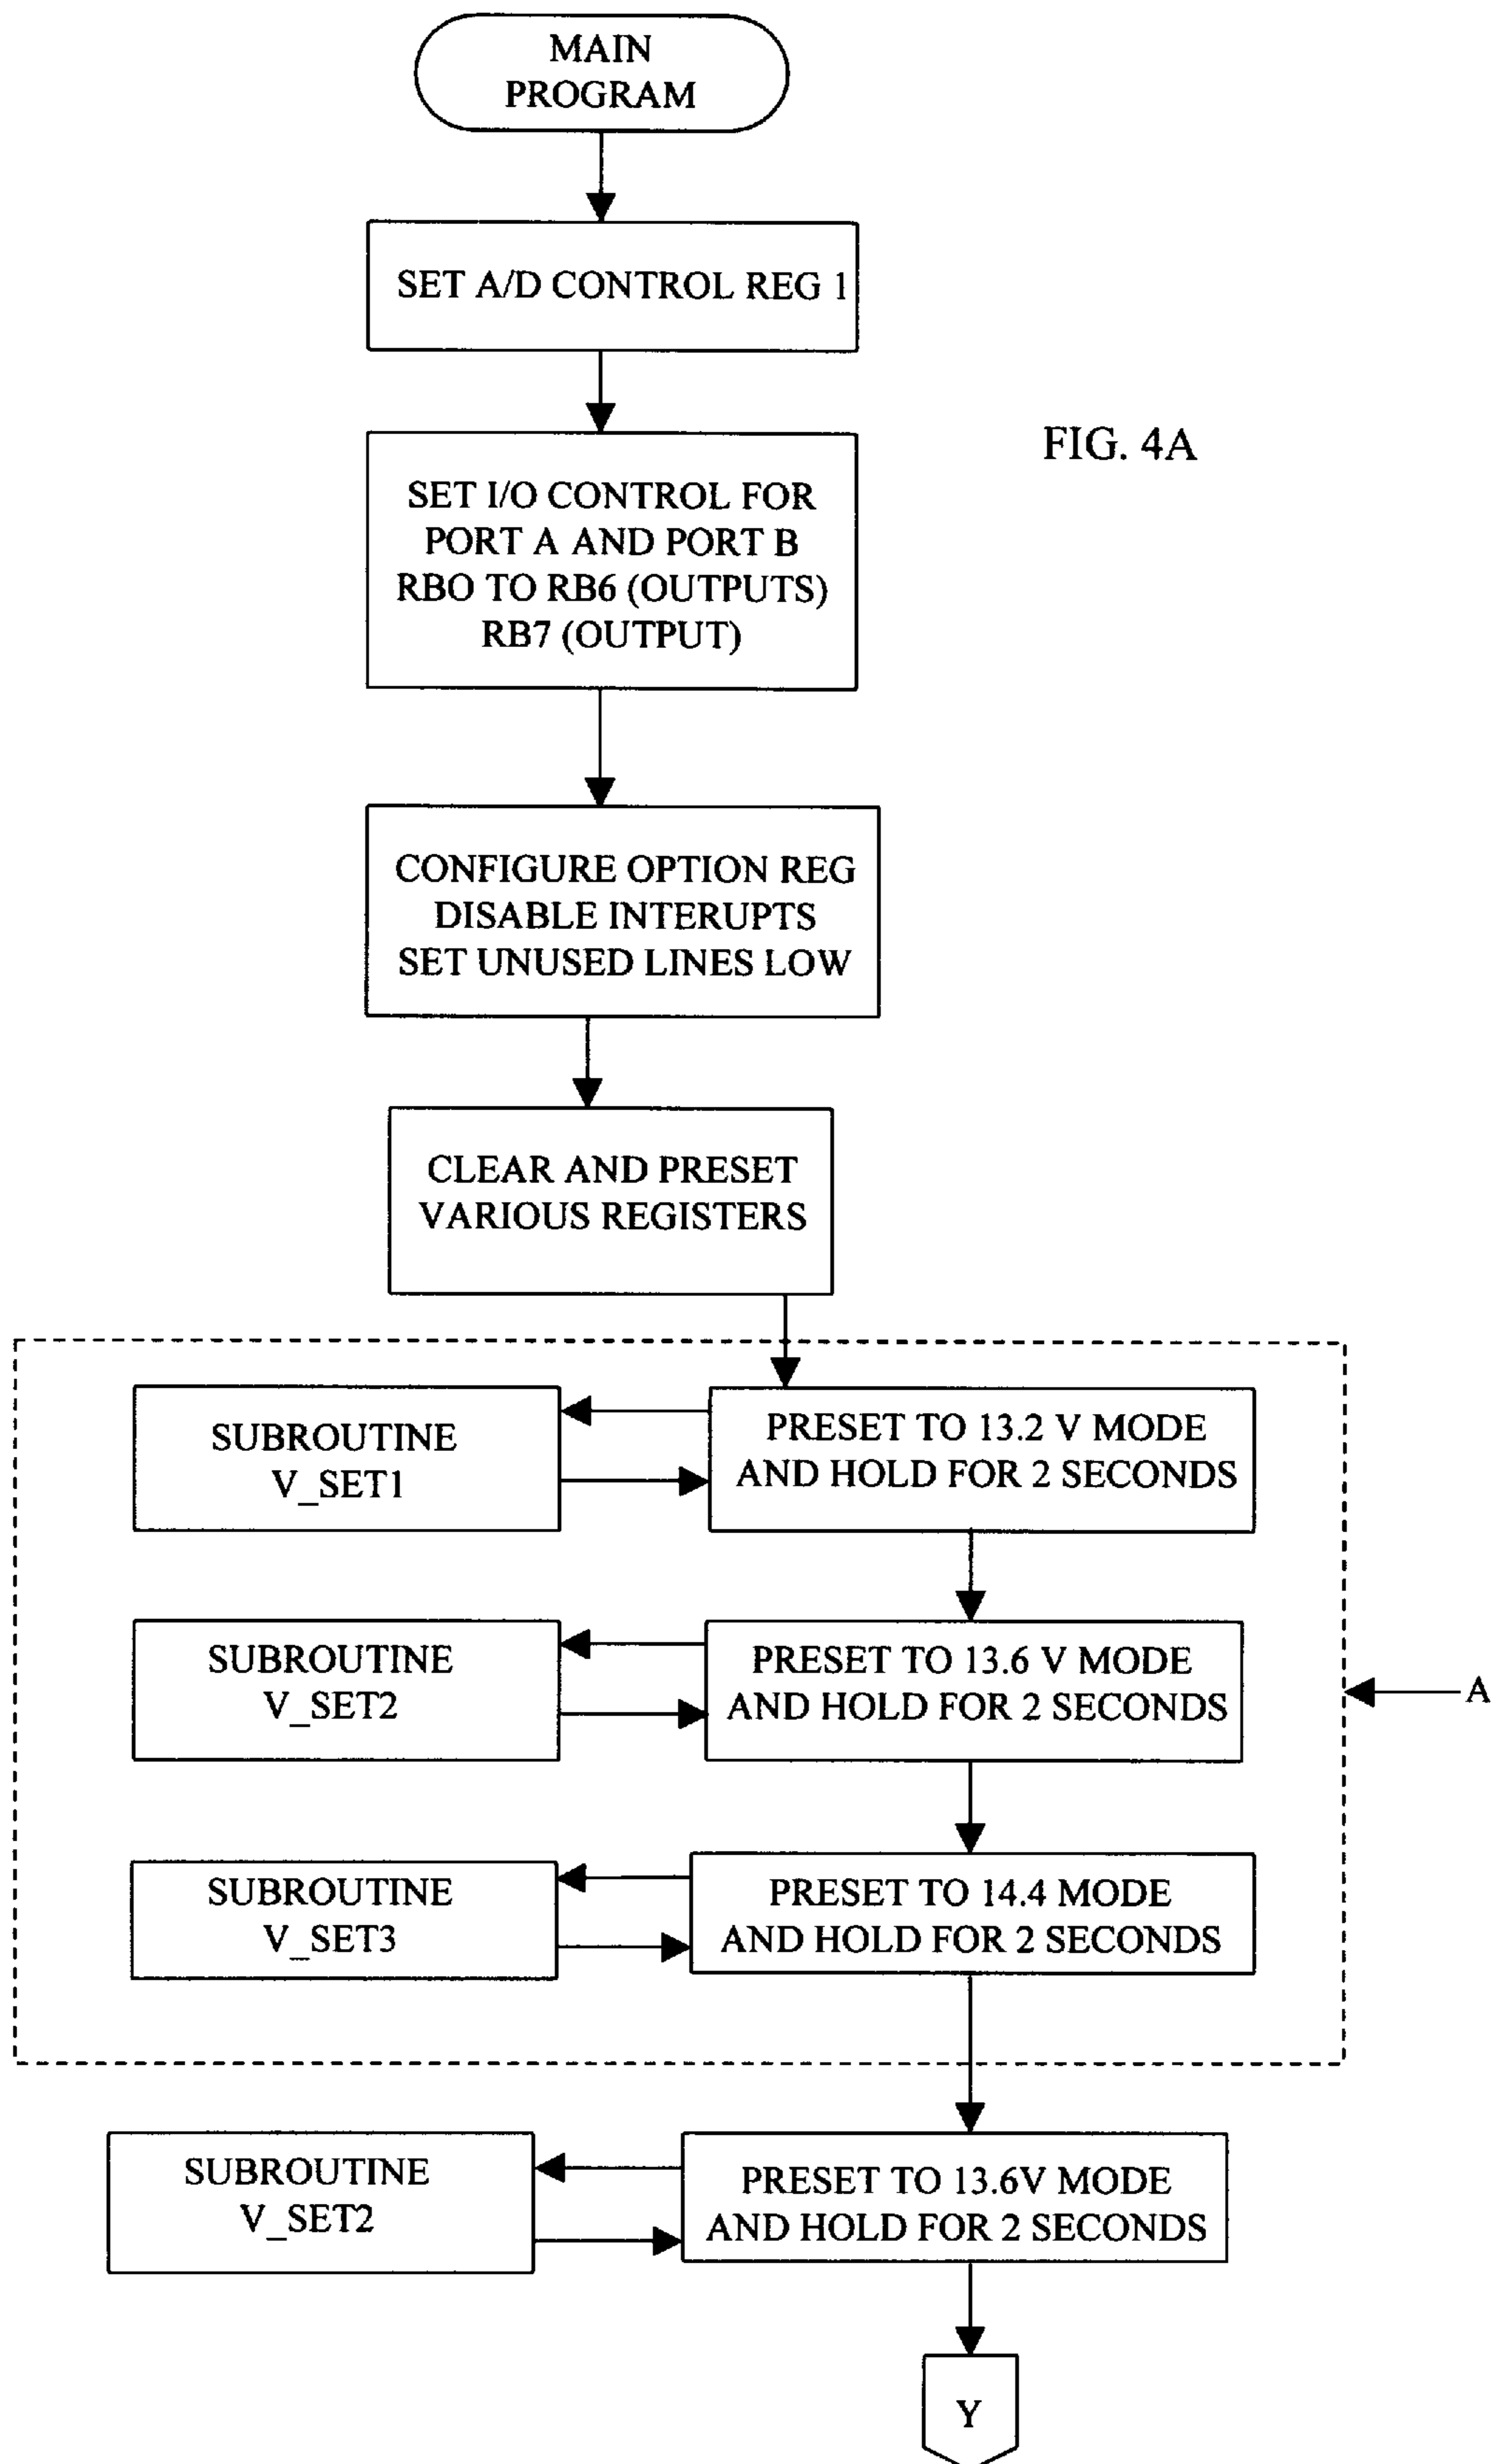 MAIN
PROGRAM
SET A/D CONTROL REG 1
FIG. 4A
SET I/O CONTROL FOR
PORT A AND PORT B
RBO TO RB6 (OUTPUTS)
RB7 (OUTPUT)
CONFIGURE OPTION REG
DISABLE INTERUPTS
SET UNUSED LINES LOW
CLEAR AND PRESET
VARIOUS REGISTERS
SUBROUTINE
V_SET1
PRESET TO 13.2 V MODE
AND HOLD FOR 2 SECONDS
SUBROUTINE
V_SET2
PRESET TO 13.6 V MODE
AND HOLD FOR 2 SECONDS
A
SUBROUTINE
V_SET3
PRESET TO 14.4 MODE
AND HOLD FOR 2 SECONDS
SUBROUTINE
V_SET2
PRESET TO 13.6V MODE
AND HOLD FOR 2 SECONDS
Y